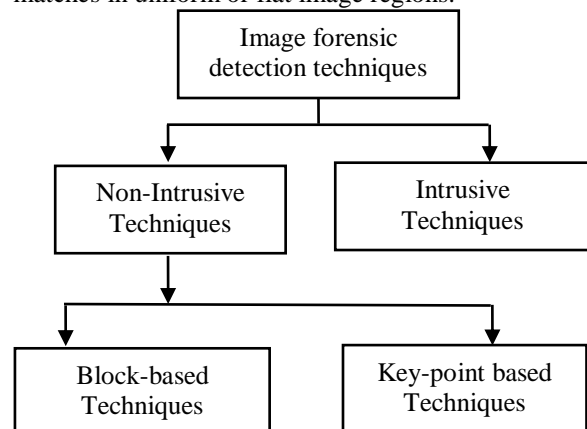 matches in uniform or flat image regions.
Image forensic
detection techniques
Non-Intrusive
Techniques
Intrusive
Techniques
Block-based
Techniques
Key-point based
Techniques